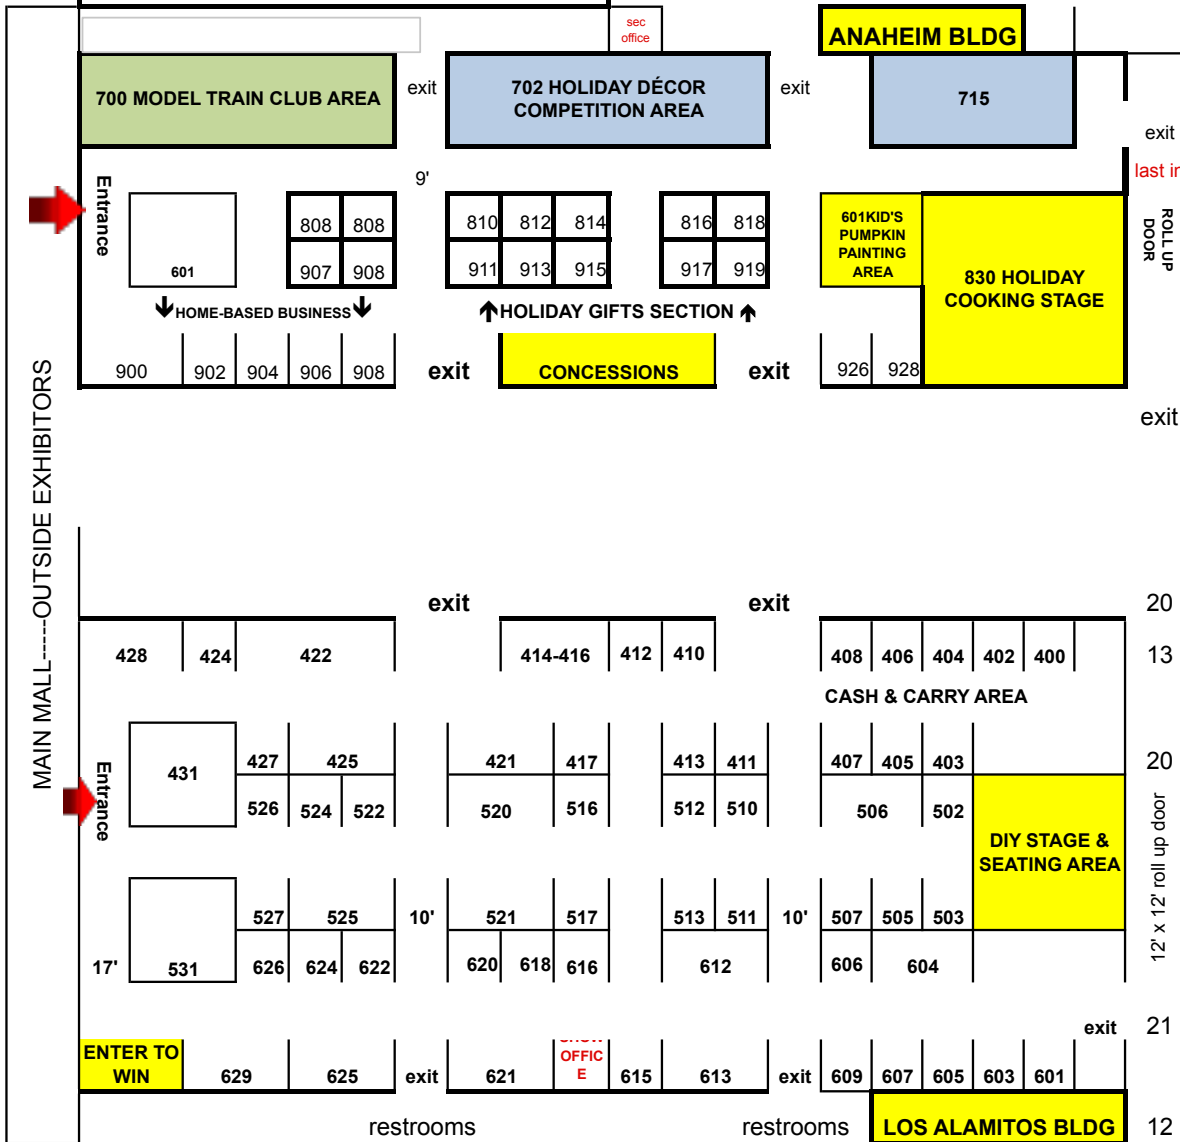 sec
office
ANAHEIM BLDG
700 MODEL TRAIN CLUB AREA
exit
702 HOLIDAY DÉCOR
COMPETITION AREA
exit
715
exit
last in
Entrance
9'
601
808 808
907 908
810 812 814
911 913 915
816 818
917 919
601KID'S
PUMPKIN
PAINTING
AREA
830 HOLIDAY
COOKING STAGE
ROLL UP
DOOR
HOME-BASED BUSINESS
HOLIDAY GIFTS SECTION
900 902 904 906 908
exit
CONCESSIONS
exit
926 928
exit
MAIN MALL-----OUTSIDE EXHIBITORS
exit
exit
20
428 424 422
414-416 412 410
408 406 404 402 400
13
CASH & CARRY AREA
Entrance
431
427 425
421 417
413 411
407 405 403
20
526 524 522
520 516
512 510
506 502
DIY STAGE &
SEATING AREA
12' x 12' roll up door
527 525
10'
521 517
513 511
10'
507 505 503
17'
531
626 624 622
620 618 616
612
606 604
exit
21
ENTER TO
WIN
629 625
exit
621
OFFIC
E
615 613
exit
609 607 605 603 601
restrooms
restrooms
LOS ALAMITOS BLDG
12